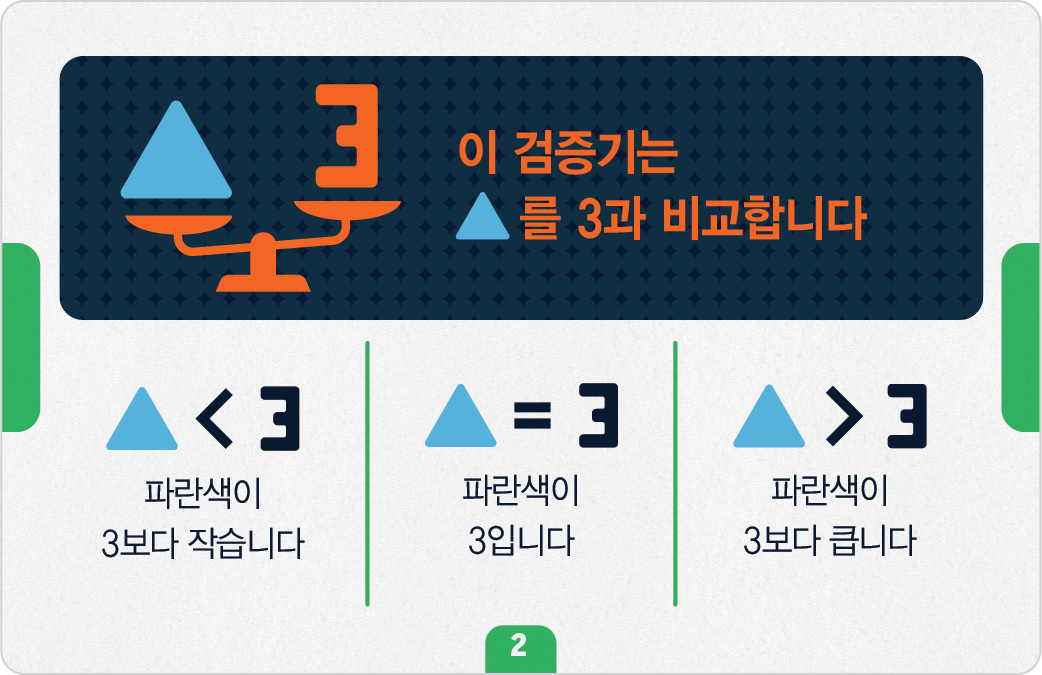 3
이 검증기는
▲를 3과 비교합니다
▲ < 3
파란색이
3보다 작습니다
▲ = 3
파란색이
3입니다
▲ > 3
파란색이
3보다 큽니다
2